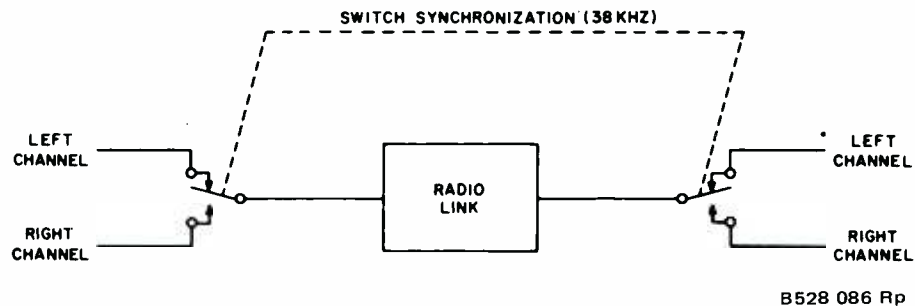 SWITCH SYNCHRONIZATION (38 KHZ)
LEFT
CHANNEL
RIGHT
CHANNEL
RADIO
LINK
LEFT
CHANNEL
RIGHT
CHANNEL
B528 086 Rp